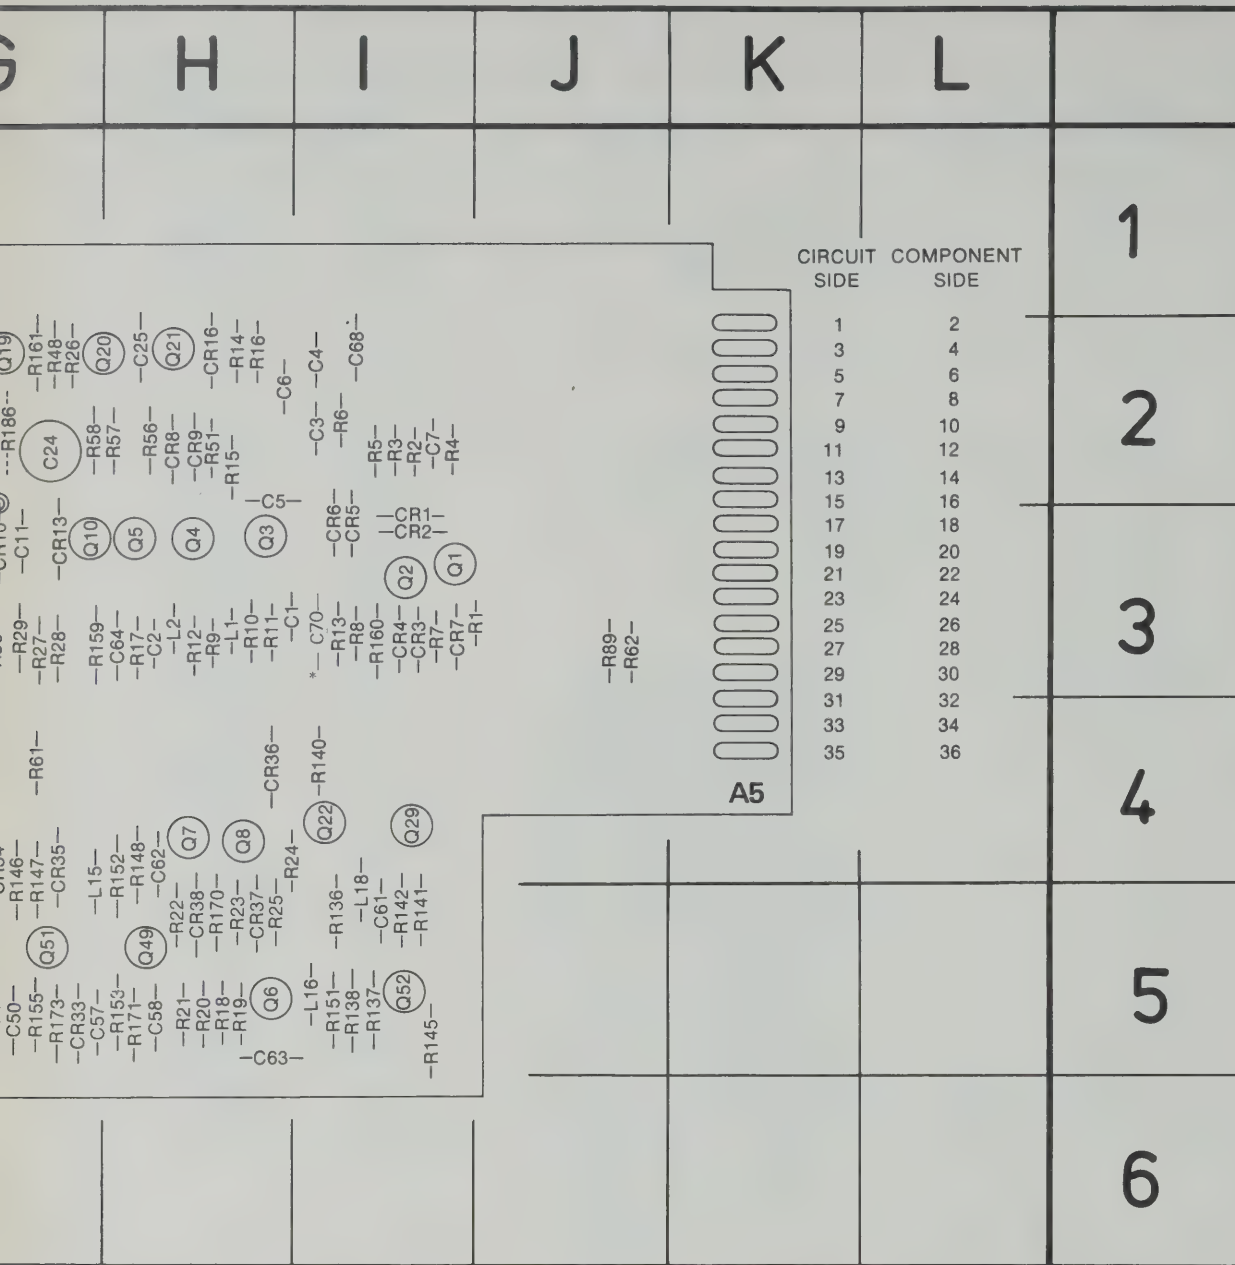 G H I J K L
1
CIRCUIT SIDE COMPONENT SIDE
1 2
3 4
5 6
7 8
9 10
11 12
13 14
15 16
17 18
19 20
21 22
23 24
25 26
27 28
29 30
31 32
33 34
35 36
2
3
4
5
6
A5
Q19
–R161–
–R48–
–R26–
Q20
–C25–
Q21
–CR16–
–R14–
–R16–
–C6–
–C4–
–C68–
---R186--
C24
–R58–
–R57–
–R56–
–CR8–
–CR9–
–R51–
–R15–
–C3–
–R6–
–R5–
–R3–
–R2–
–C7–
–R4–
–C5–
–C11–
–CR13–
Q10
Q5
Q4
Q3
–CR6–
–CR5–
–CR1–
–CR2–
Q2
Q1
–R29–
–R27–
–R28–
–R159–
–C64–
–R17–
–C2–
–L2–
–R12–
–R9–
–L1–
–R10–
–R11–
–C1–
*— C70—
–R13–
–R8–
–R160–
–CR4–
–CR3–
–R7–
–CR7–
–R1–
–R89–
–R62–
–R61–
–CR36–
–R140–
Q7
Q8
Q22
Q29
–R146–
–R147–
–CR35–
–L15–
–R152–
–R148–
–C62–
–R22–
–CR38–
–R170–
–R23–
–CR37–
–R25–
–R24–
–R136–
–L18–
–C61–
–R142–
–R141–
Q51
Q49
Q6
Q52
–C50–
–R155–
–R173–
–CR33–
–C57–
–R153–
–R171–
–C58–
–R21–
–R20–
–R18–
–R19–
–C63–
–L16–
–R151–
–R138–
–R137–
–R145–